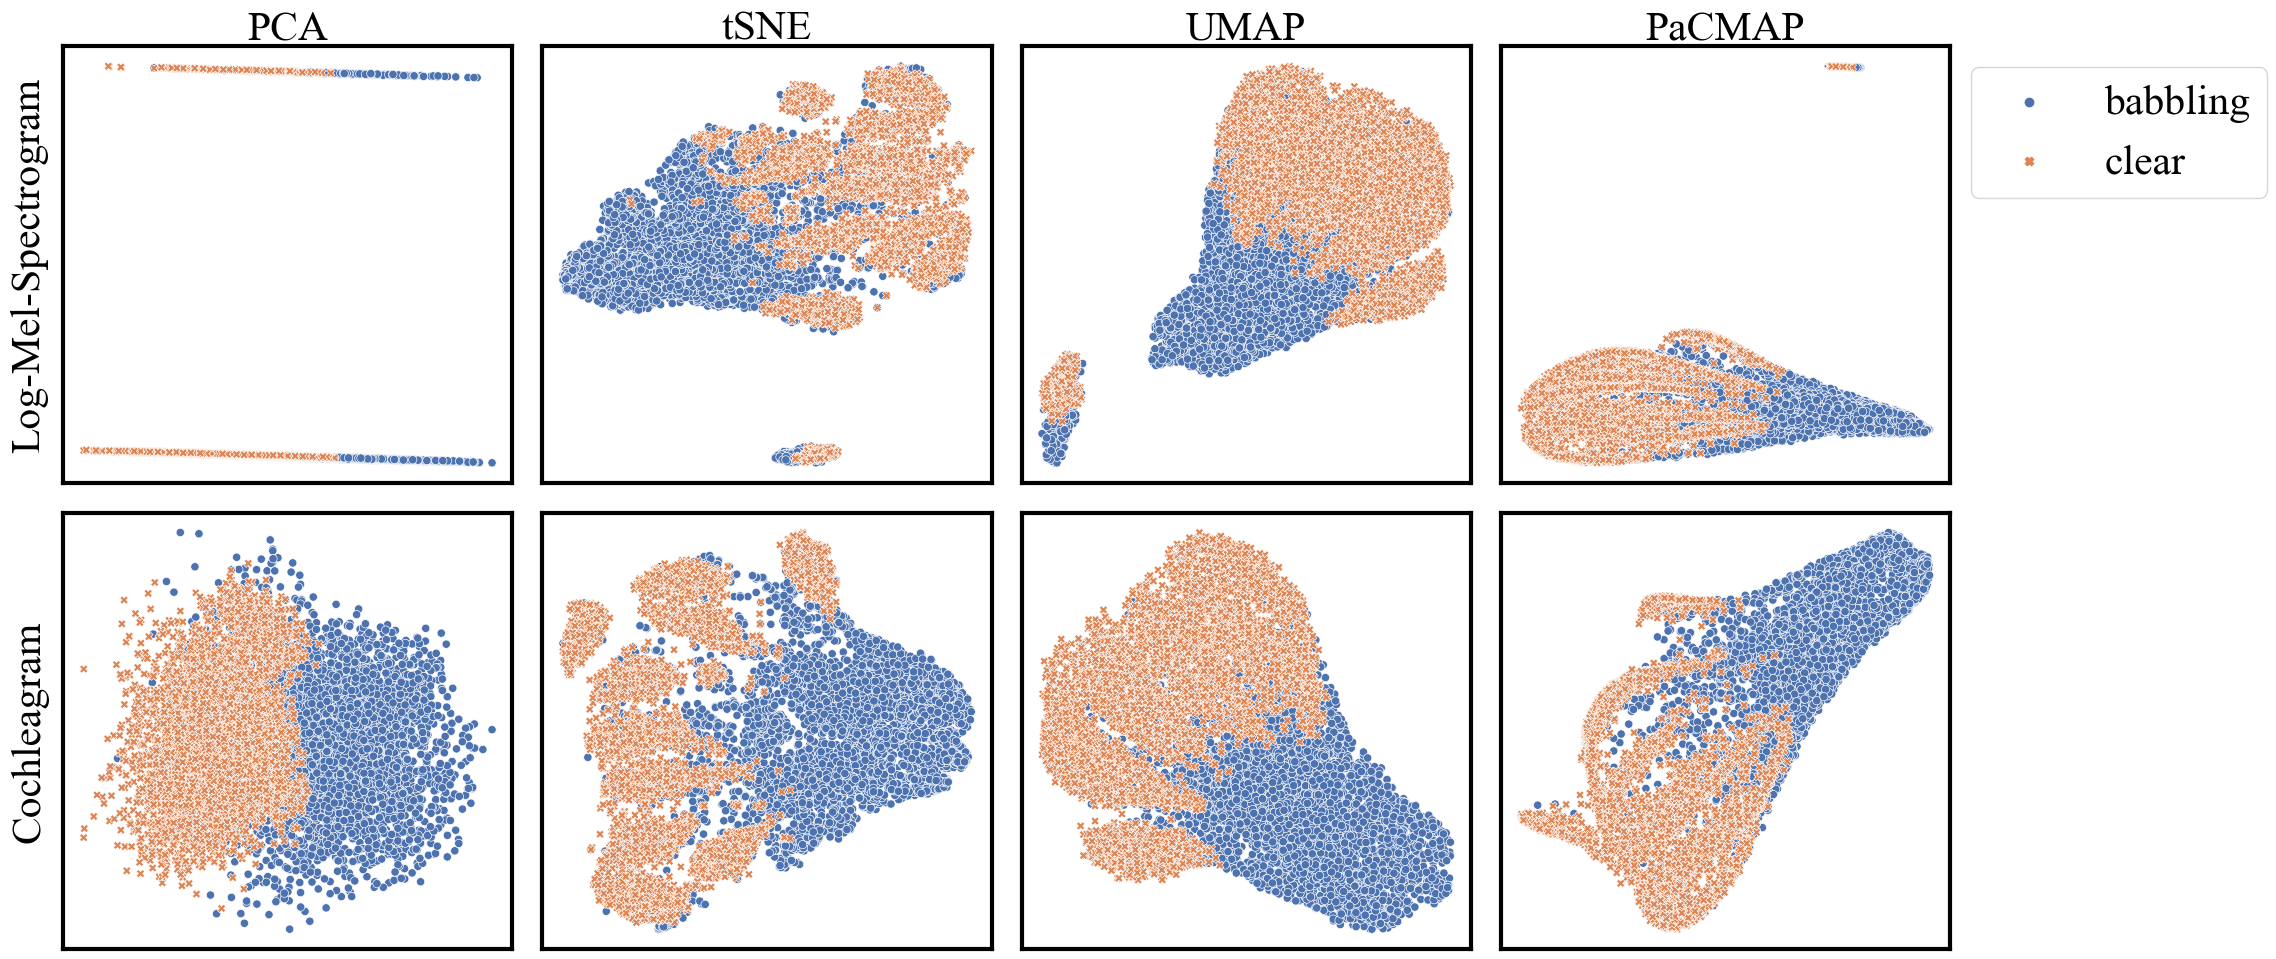 PCA
tSNE
UMAP
PaCMAP
Log-Mel-Spectrogram
babbling
clear
Cochleagram